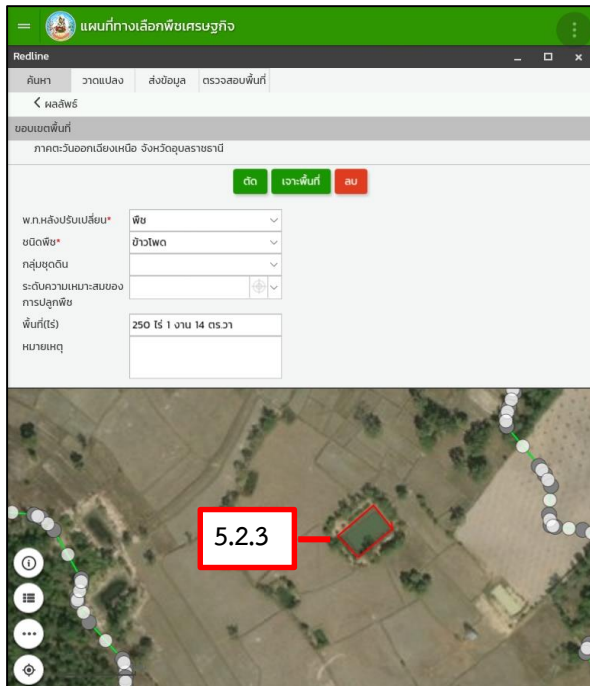 แผนที่ทางเลือกพืชเศรษฐกิจ
Redline
ค้นหา วาดแปลง ส่งข้อมูล ตรวจสอบพื้นที่
ผลลัพธ์
ขอบเขตพื้นที่
ภาคตะวันออกเฉียงเหนือ จังหวัดอุบลราชธานี
ตัด เจาะพื้นที่ ลบ
พ.ท.หลังปรับเปลี่ยน* พืช
ชนิดพืช* ข้าวโพด
กลุ่มชุดดิน
ระดับความเหมาะสมของ
การปลูกพืช
พื้นที่(ไร่) 250 ไร่ 1 งาน 14 ตร.วา
หมายเหตุ
5.2.3